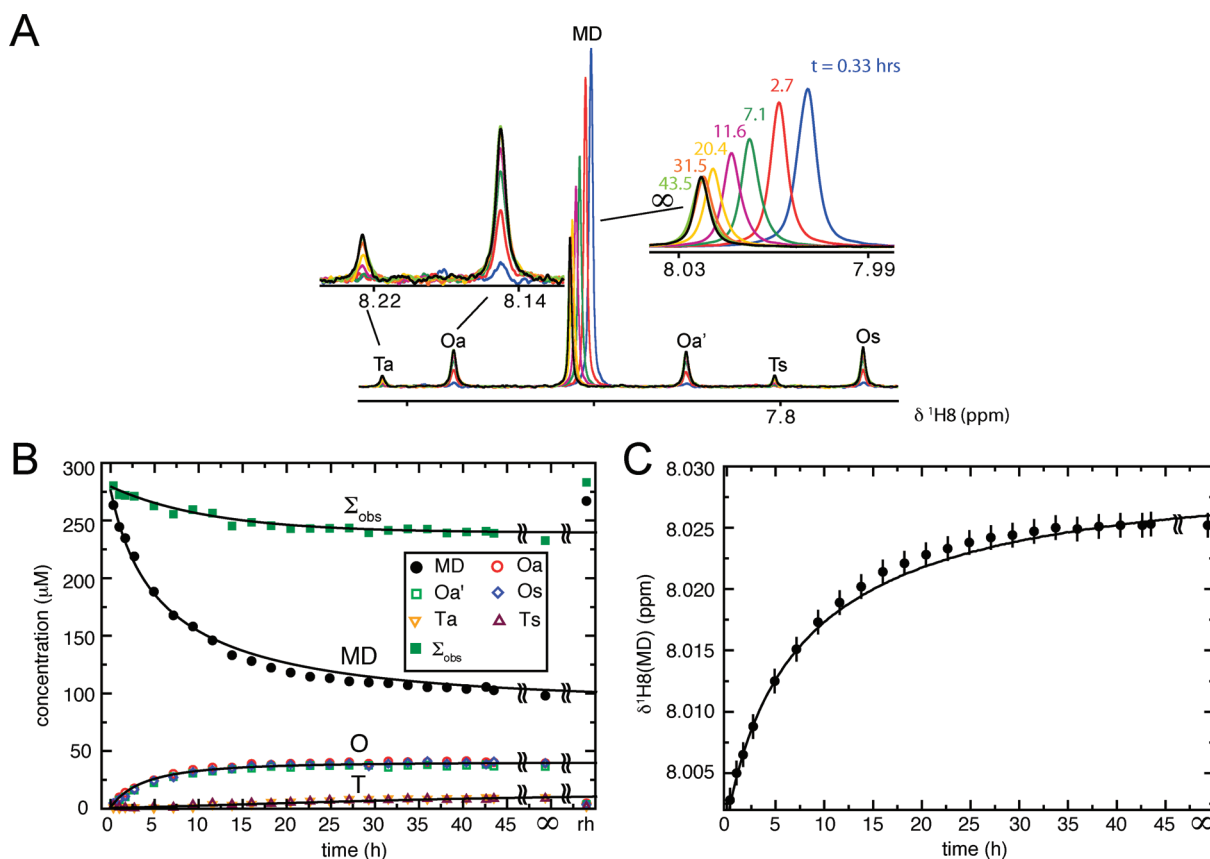 A
MD
t = 0.33 hrs
2.7
7.1
11.6
20.4
31.5
43.5
∞
8.03
7.99
8.22
8.14
Ta
Oa
Oa'
Ts
Os
7.8
δ ¹H8 (ppm)
B
300
250
200
150
100
50
0
concentration (μM)
Σobs
MD
O
T
MD Oa
Oa' Os
Ta Ts
Σobs
0 5 10 15 20 25 30 35 40 45 ∞ rh
time (h)
C
8.030
8.025
8.020
8.015
8.010
8.005
δ¹H8(MD) (ppm)
0 5 10 15 20 25 30 35 40 45 ∞
time (h)